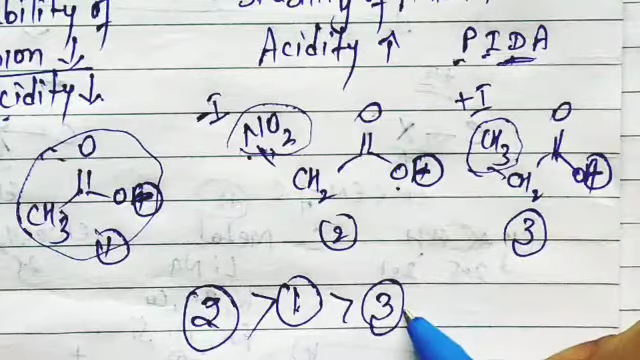 bility of
ion ↓
Acidity ↑ PIDA
cidity ↓
-I +I
NO2 O O CH3
O
CH3 OH
CH2 OH
CH2 OH
1 2 3
2 > 1 > 3